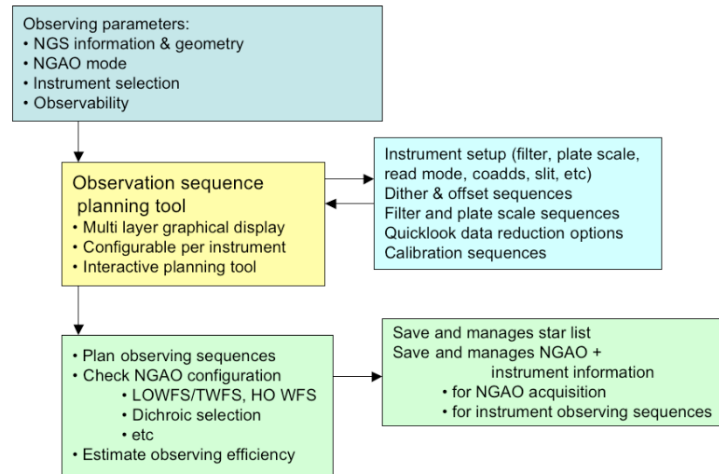 Observing parameters:
• NGS information & geometry
• NGAO mode
• Instrument selection
• Observability
Observation sequence
planning tool
• Multi layer graphical display
• Configurable per instrument
• Interactive planning tool
Instrument setup (filter, plate scale,
read mode, coadds, slit, etc)
Dither & offset sequences
Filter and plate scale sequences
Quicklook data reduction options
Calibration sequences
• Plan observing sequences
• Check NGAO configuration
• LOWFS/TWFS, HO WFS
• Dichroic selection
• etc
• Estimate observing efficiency
Save and manages star list
Save and manages NGAO +
instrument information
• for NGAO acquisition
• for instrument observing sequences